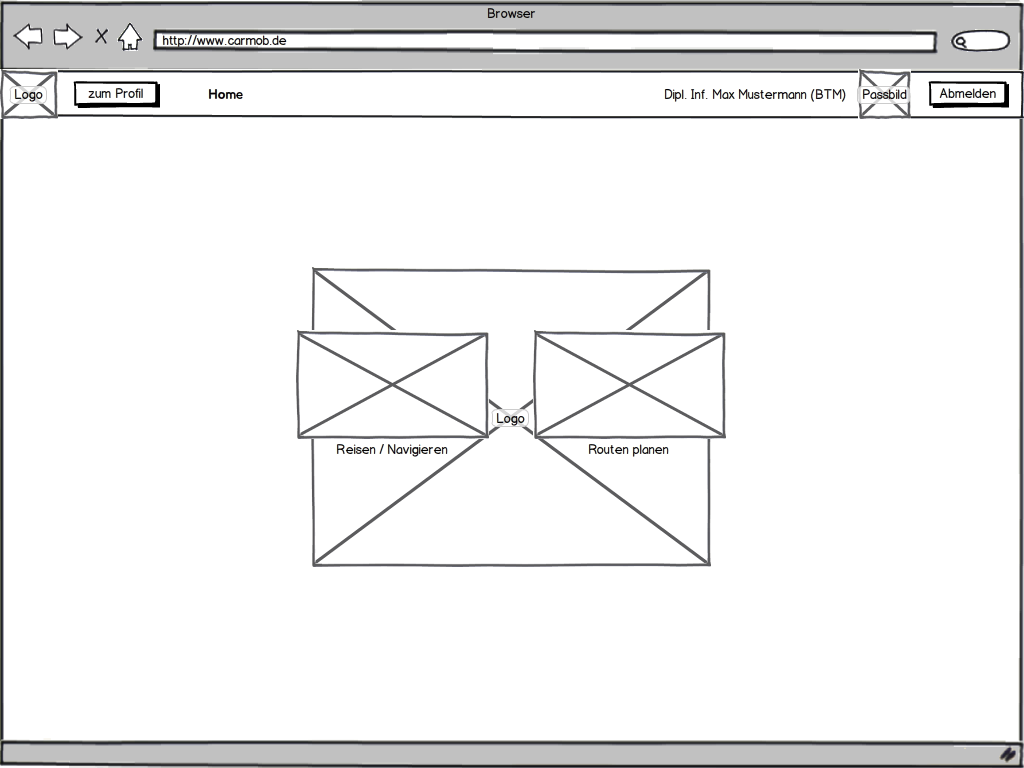 Browser
http://www.carmob.de
Logo
zum Profil
Home
Dipl. Inf. Max Mustermann (BTM)
Passbild
Abmelden
Logo
Reisen / Navigieren
Routen planen